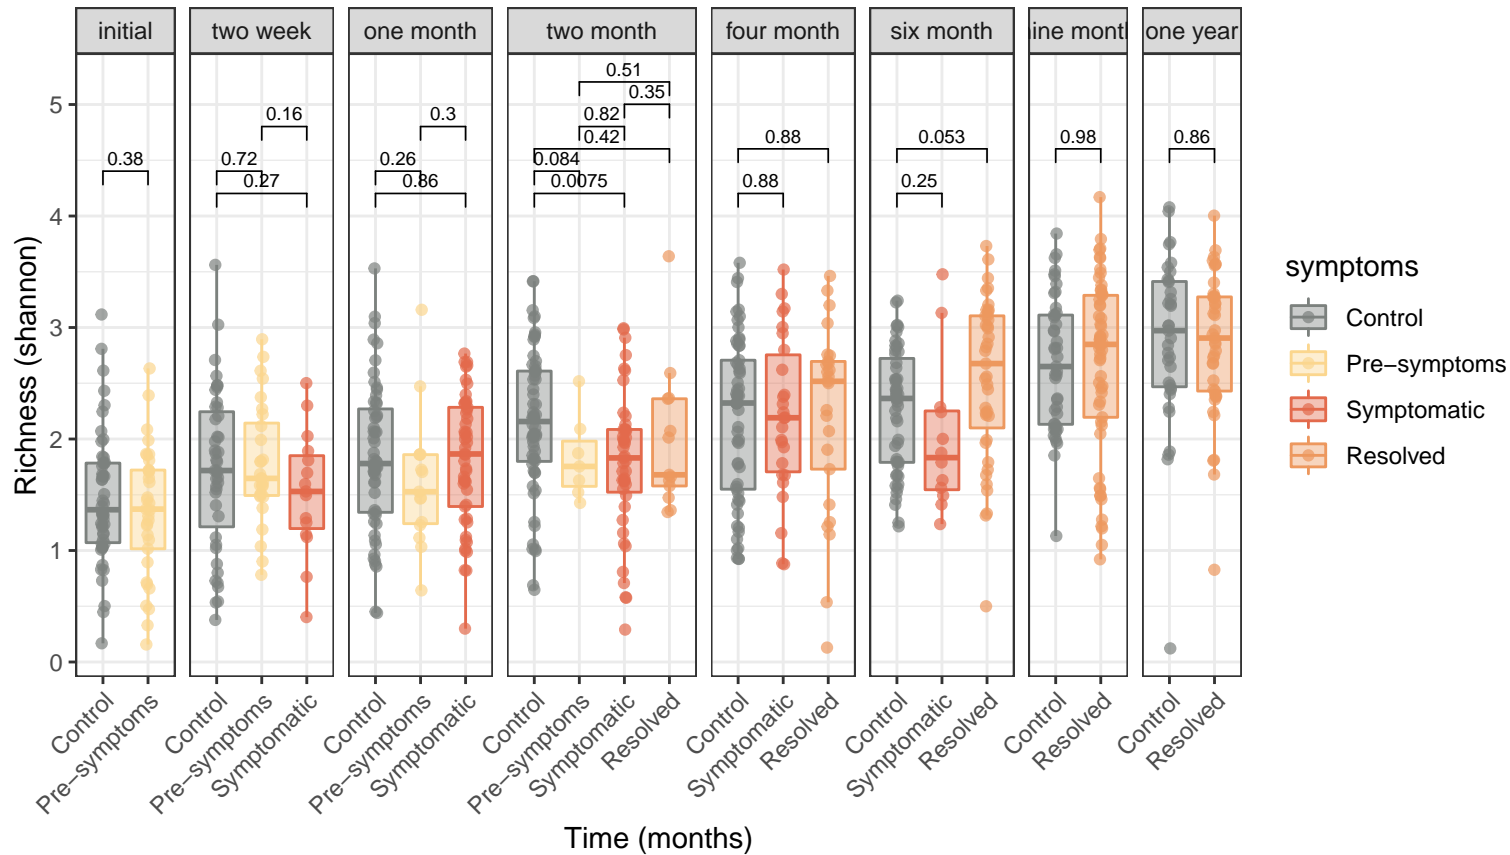 initial
two week
one month
two month
four month
six month
nine month
one year
Richness (shannon)
5
4
3
2
1
0
0.38
0.16
0.72
0.27
0.3
0.26
0.86
0.51
0.35
0.82
0.42
0.084
0.0075
0.88
0.88
0.053
0.25
0.98
0.86
Control
Pre−symptoms
Control
Pre−symptoms
Symptomatic
Control
Pre−symptoms
Symptomatic
Control
Pre−symptoms
Symptomatic
Resolved
Control
Symptomatic
Resolved
Control
Symptomatic
Resolved
Control
Resolved
Control
Resolved
Time (months)
symptoms
Control
Pre−symptoms
Symptomatic
Resolved